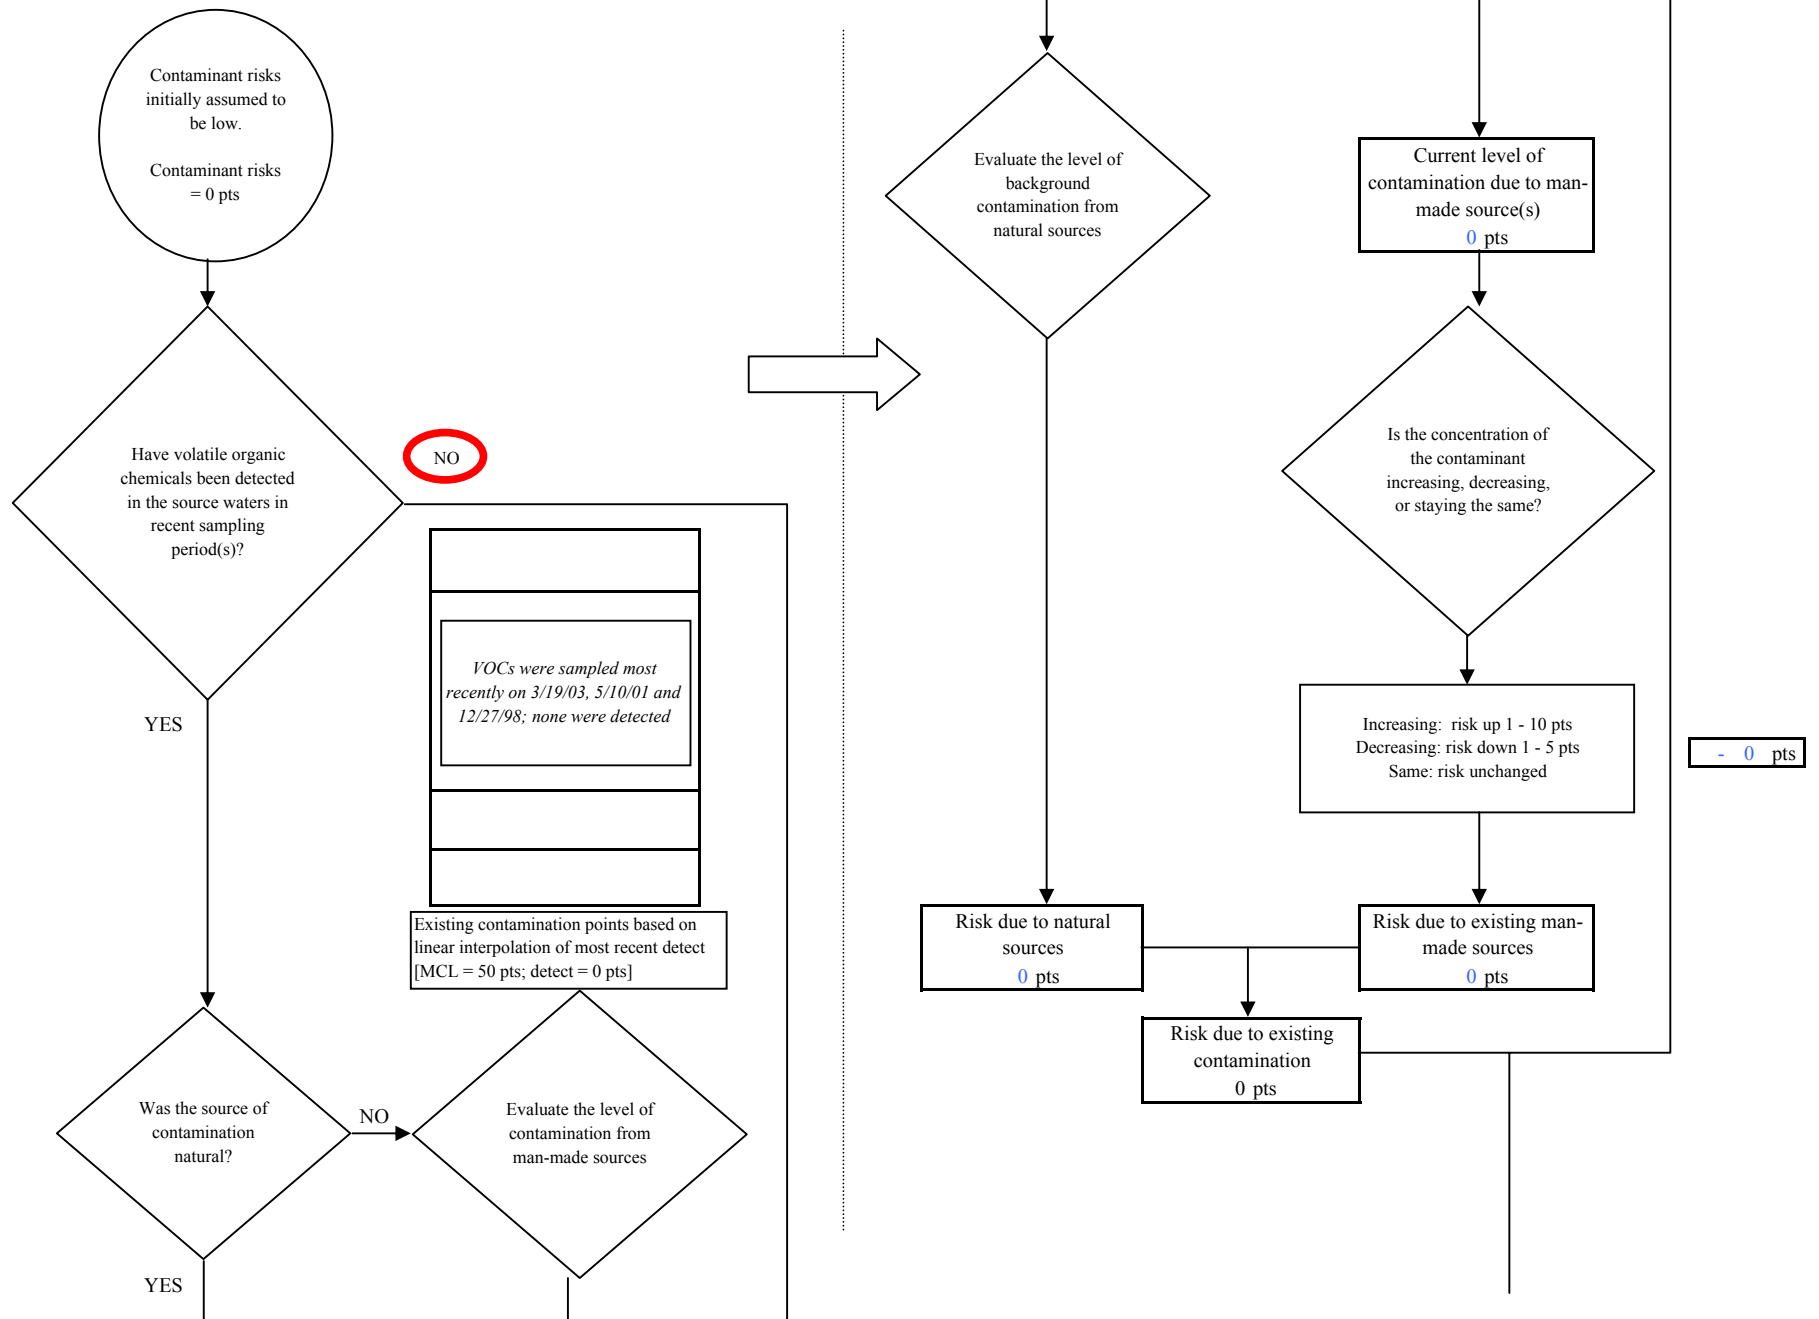 Contaminant risks
initially assumed to
be low.
Contaminant risks
= 0 pts
Have volatile organic
chemicals been detected
in the source waters in
recent sampling
period(s)?
NO
YES
VOCs were sampled most
recently on 3/19/03, 5/10/01 and
12/27/98; none were detected
Existing contamination points based on
linear interpolation of most recent detect
[MCL = 50 pts; detect = 0 pts]
Was the source of
contamination
natural?
NO
Evaluate the level of
contamination from
man-made sources
YES
Evaluate the level of
background
contamination from
natural sources
Current level of
contamination due to man-
made source(s)
0 pts
Is the concentration of
the contaminant
increasing, decreasing,
or staying the same?
Increasing: risk up 1 - 10 pts
Decreasing: risk down 1 - 5 pts
Same: risk unchanged
- 0 pts
Risk due to natural
sources
0 pts
Risk due to existing man-
made sources
0 pts
Risk due to existing
contamination
0 pts